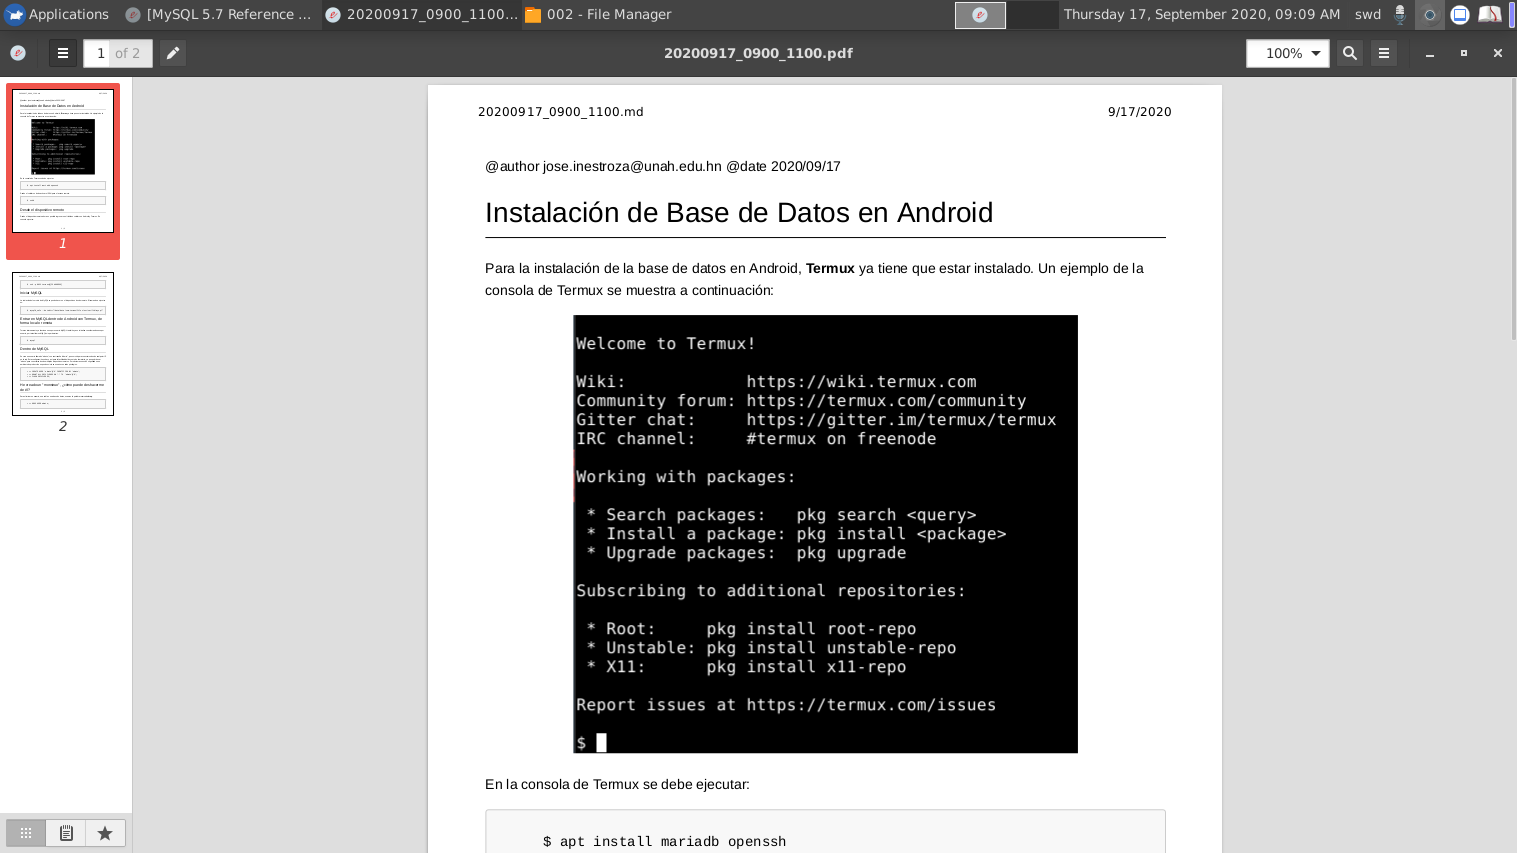 Applications
[MySQL 5.7 Reference ...
20200917_0900_1100...
002 - File Manager
Thursday 17, September 2020, 09:09 AM
swd
1 of 2
20200917_0900_1100.pdf
100%
1
2
20200917_0900_1100.md
9/17/2020
@author jose.inestroza@unah.edu.hn @date 2020/09/17
Instalación de Base de Datos en Android
Para la instalación de la base de datos en Android, Termux ya tiene que estar instalado. Un ejemplo de la
consola de Termux se muestra a continuación:
Welcome to Termux!
Wiki: https://wiki.termux.com
Community forum: https://termux.com/community
Gitter chat: https://gitter.im/termux/termux
IRC channel: #termux on freenode
Working with packages:
* Search packages: pkg search <query>
* Install a package: pkg install <package>
* Upgrade packages: pkg upgrade
Subscribing to additional repositories:
* Root: pkg install root-repo
* Unstable: pkg install unstable-repo
* X11: pkg install x11-repo
Report issues at https://termux.com/issues
$
En la consola de Termux se debe ejecutar:
$ apt install mariadb openssh